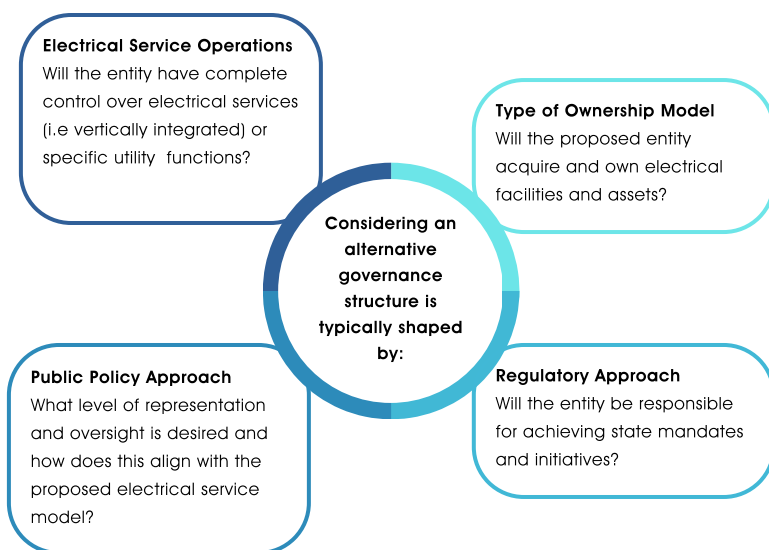 Electrical Service Operations
Will the entity have complete
control over electrical services
(i.e vertically integrated) or
specific utility  functions?
Type of Ownership Model
Will the proposed entity
acquire and own electrical
facilities and assets?
Considering an
alternative
governance
structure is
typically shaped
by:
Public Policy Approach
What level of representation
and oversight is desired and
how does this align with the
proposed electrical service
model?
Regulatory Approach
Will the entity be responsible
for achieving state mandates
and initiatives?